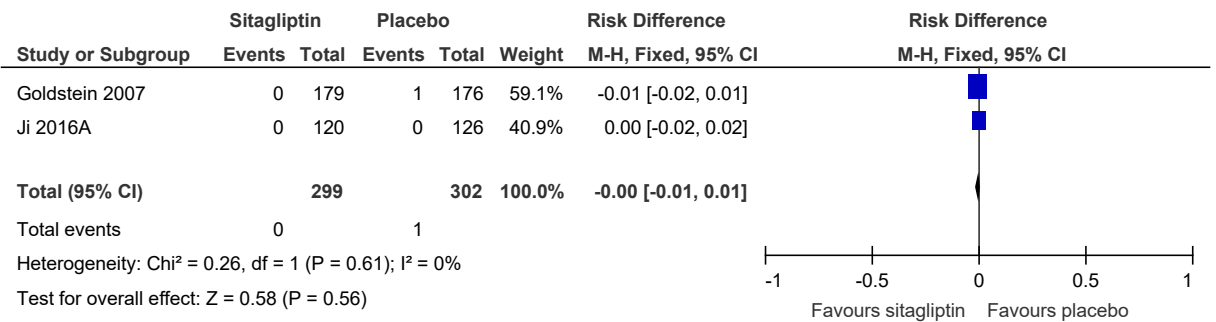 Sitagliptin Placebo Risk Difference Risk Difference
Study or Subgroup Events Total Events Total Weight M-H, Fixed, 95% CI M-H, Fixed, 95% CI
Goldstein 2007 0 179 1 176 59.1% -0.01 [-0.02, 0.01]
Ji 2016A 0 120 0 126 40.9% 0.00 [-0.02, 0.02]
Total (95% CI) 299 302 100.0% -0.00 [-0.01, 0.01]
Total events 0 1
Heterogeneity: Chi² = 0.26, df = 1 (P = 0.61); I² = 0%
Test for overall effect: Z = 0.58 (P = 0.56)
-1 -0.5 0 0.5 1
Favours sitagliptin Favours placebo